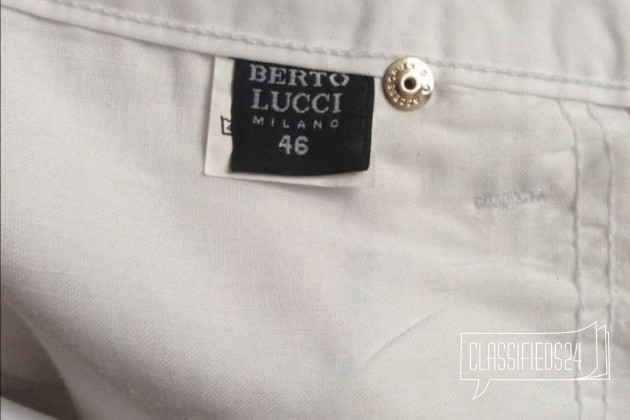 BERTO
LUCCI
MILANO
46
CLASSIFIEDS24